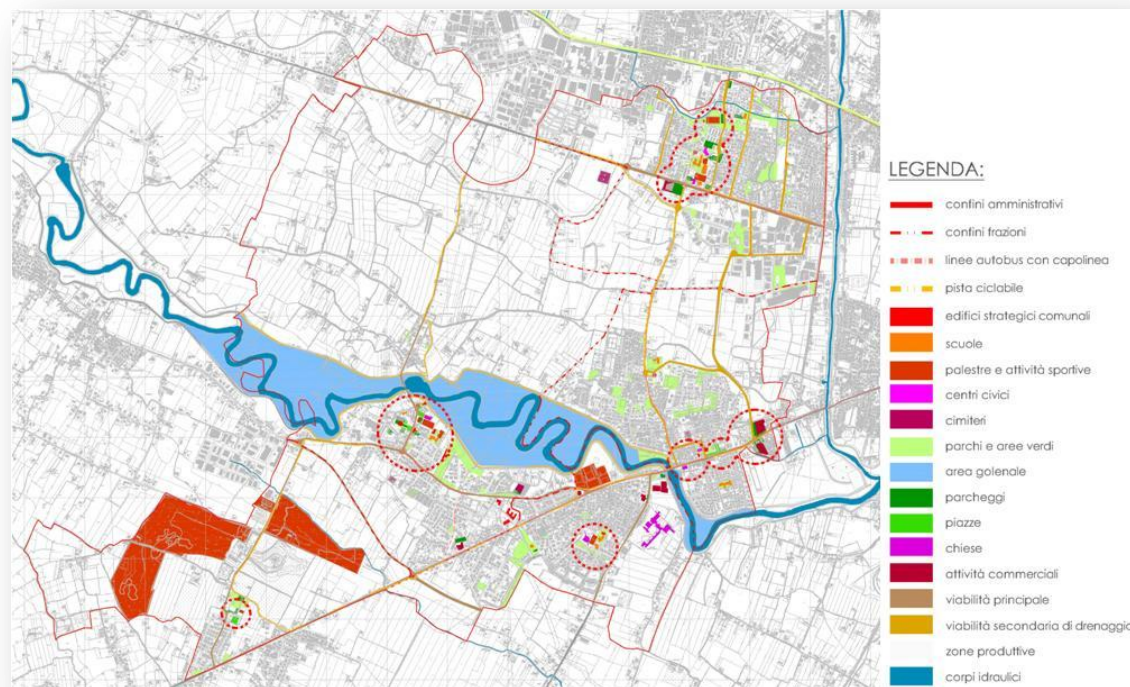 LEGENDA:
confini amministrativi
confini frazioni
linee autobus con capolinea
pista ciclabile
edifici strategici comunali
scuole
palestre e attività sportive
centri civici
cimiteri
parchi e aree verdi
area golenale
parcheggi
piazze
chiese
attività commerciali
viabilità principale
viabilità secondaria di drenaggio
zone produttive
corpi idraulici